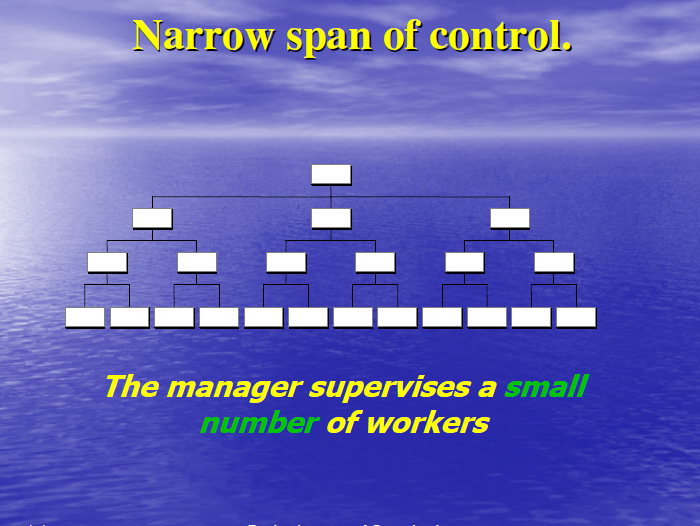 Narrow span of control.
The manager supervises a small
number of workers